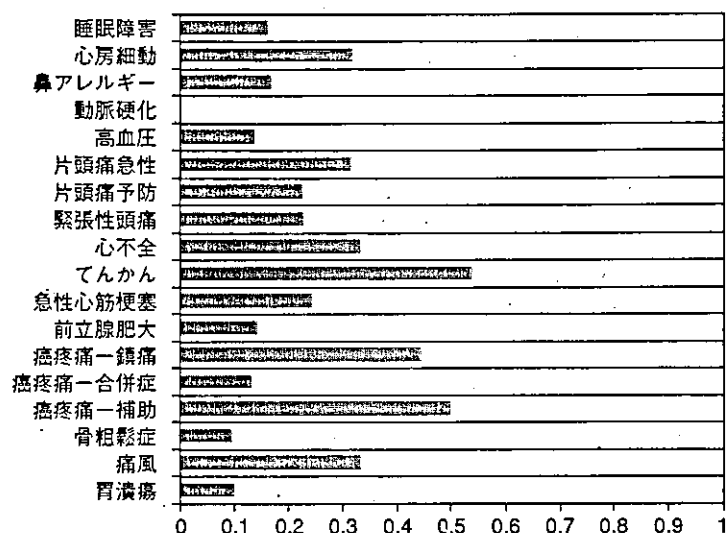 睡眠障害
心房細動
鼻アレルギー
動脈硬化
高血圧
片頭痛急性
片頭痛予防
緊張性頭痛
心不全
てんかん
急性心筋梗塞
前立腺肥大
癌疼痛ー鎮痛
癌疼痛ー合併症
癌疼痛ー補助
骨粗鬆症
痛風
胃潰瘍
0 0.1 0.2 0.3 0.4 0.5 0.6 0.7 0.8 0.9 1